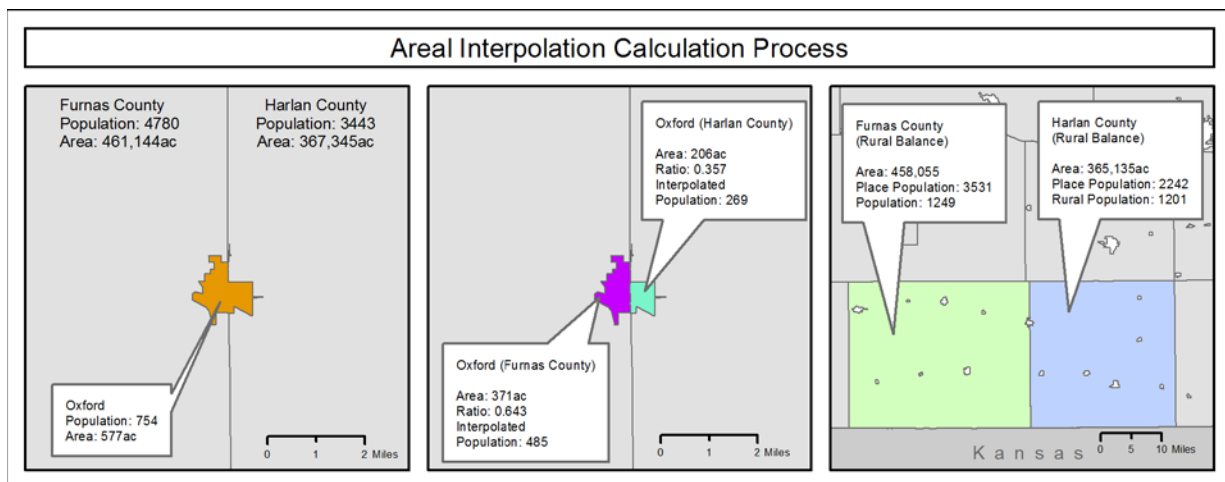 Areal Interpolation Calculation Process
Furnas County
Population: 4780
Area: 461,144ac
Harlan County
Population: 3443
Area: 367,345ac
Oxford
Population: 754
Area: 577ac
0 1 2 Miles
Oxford (Harlan County)
Area: 206ac
Ratio: 0.357
Interpolated
Population: 269
Oxford (Furnas County)
Area: 371ac
Ratio: 0.643
Interpolated
Population: 485
0 1 2 Miles
Furnas County
(Rural Balance)
Area: 458,055
Place Population: 3531
Population: 1249
Harlan County
(Rural Balance)
Area: 365,135ac
Place Population: 2242
Rural Population: 1201
Kansas
0 5 10 Miles